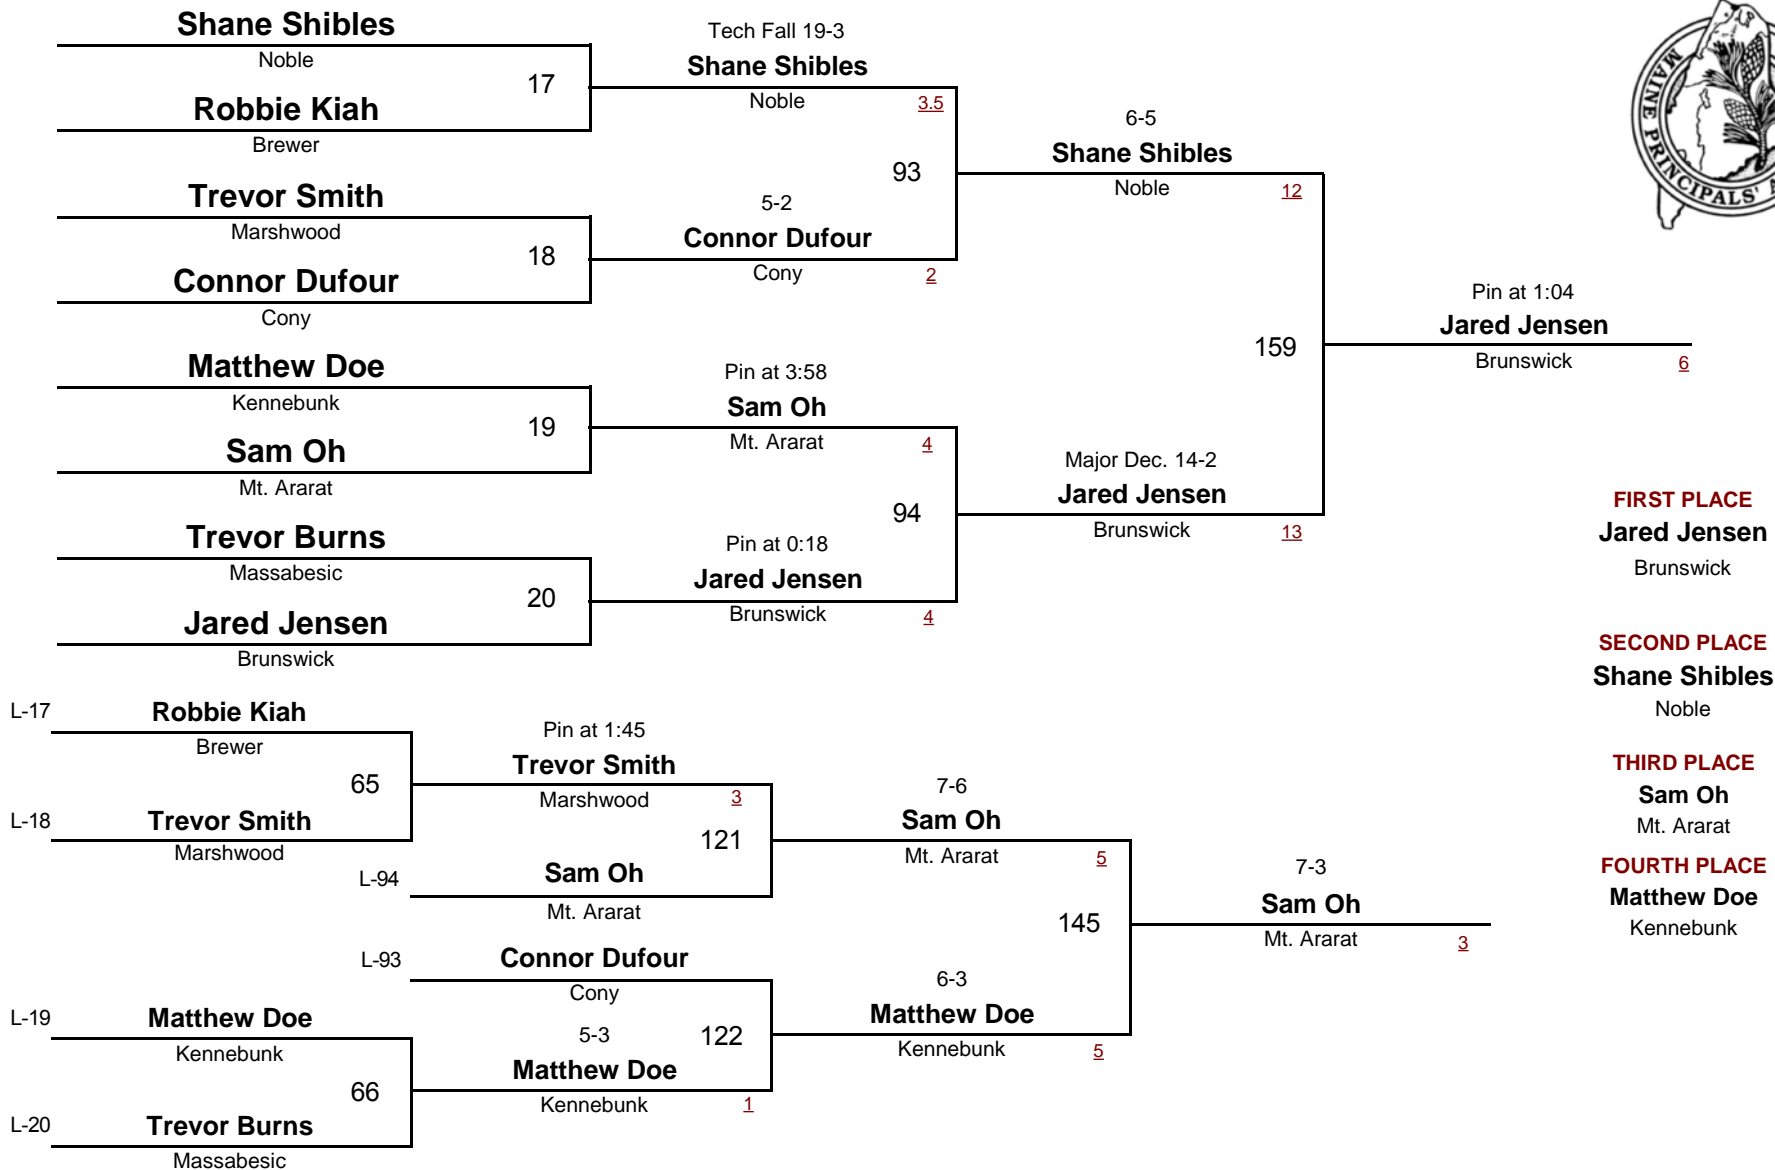 Shane Shibles
Noble
17
Robbie Kiah
Brewer
Trevor Smith
Marshwood
18
Connor Dufour
Cony
Matthew Doe
Kennebunk
19
Sam Oh
Mt. Ararat
Trevor Burns
Massabesic
20
Jared Jensen
Brunswick
Tech Fall 19-3
Shane Shibles
Noble 3.5
93
5-2
Connor Dufour
Cony 2
Pin at 3:58
Sam Oh
Mt. Ararat 4
94
Pin at 0:18
Jared Jensen
Brunswick 4
6-5
Shane Shibles
Noble 12
159
Major Dec. 14-2
Jared Jensen
Brunswick 13
Pin at 1:04
Jared Jensen
Brunswick 6
MAINE PRINCIPALS'
FIRST PLACE
Jared Jensen
Brunswick
SECOND PLACE
Shane Shibles
Noble
THIRD PLACE
Sam Oh
Mt. Ararat
FOURTH PLACE
Matthew Doe
Kennebunk
L-17 Robbie Kiah
Brewer
65
L-18 Trevor Smith
Marshwood
Pin at 1:45
Trevor Smith
Marshwood 3
121
L-94 Sam Oh
Mt. Ararat
L-93 Connor Dufour
Cony
122
L-19 Matthew Doe
Kennebunk
66
L-20 Trevor Burns
Massabesic
5-3
Matthew Doe
Kennebunk 1
7-6
Sam Oh
Mt. Ararat 5
145
6-3
Matthew Doe
Kennebunk 5
7-3
Sam Oh
Mt. Ararat 3